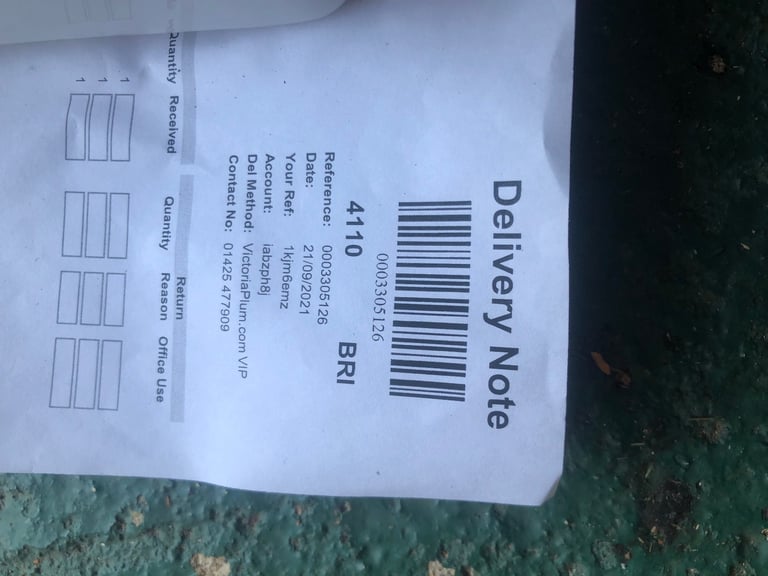 Delivery Note
0003305126
4110 BRI
Reference: 0003305126
Date: 21/09/2021
Your Ref: 1kjm6emz
Account: iabzph8j
Del Method: VictoriaPlum.com VIP
Contact No: 01425 477909
Return
Quantity Received Quantity Reason Office Use
1
1
1